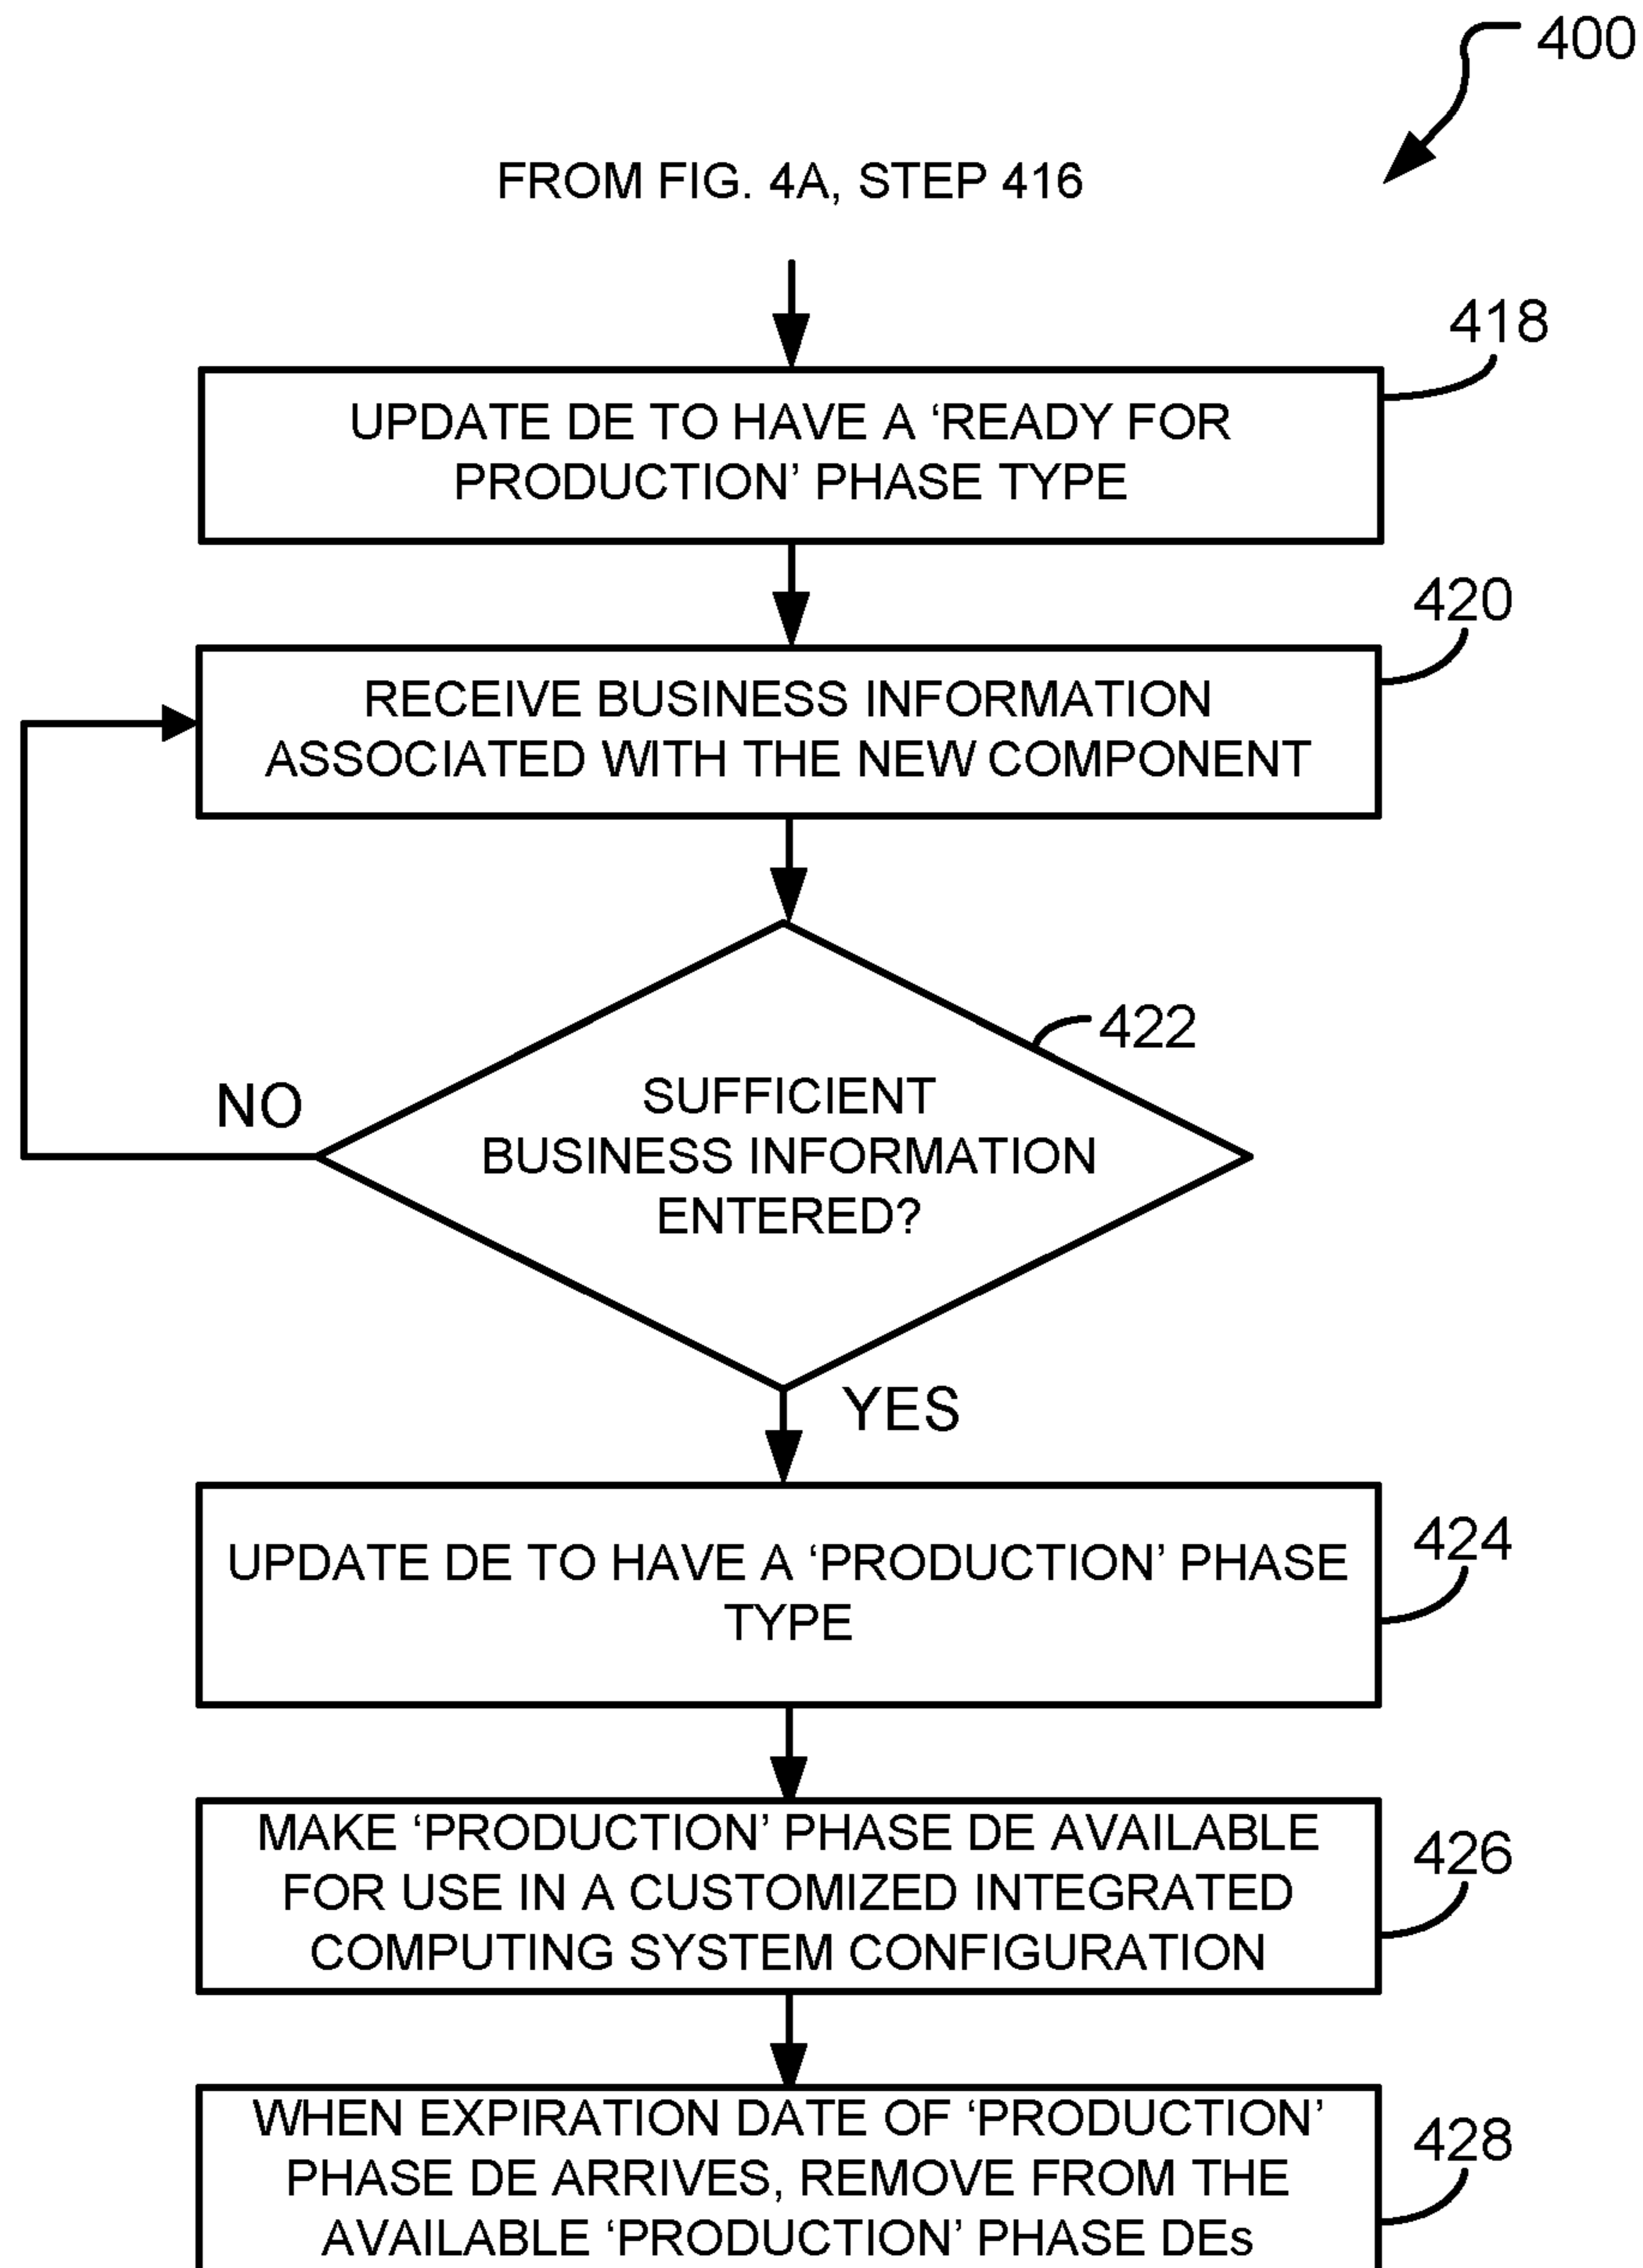 400
FROM FIG. 4A, STEP 416
418
UPDATE DE TO HAVE A ‘READY FOR
PRODUCTION’ PHASE TYPE
420
RECEIVE BUSINESS INFORMATION
ASSOCIATED WITH THE NEW COMPONENT
422
NO
SUFFICIENT
BUSINESS INFORMATION
ENTERED?
YES
424
UPDATE DE TO HAVE A ‘PRODUCTION’ PHASE
TYPE
426
MAKE ‘PRODUCTION’ PHASE DE AVAILABLE
FOR USE IN A CUSTOMIZED INTEGRATED
COMPUTING SYSTEM CONFIGURATION
428
WHEN EXPIRATION DATE OF ‘PRODUCTION’
PHASE DE ARRIVES, REMOVE FROM THE
AVAILABLE ‘PRODUCTION’ PHASE DEs